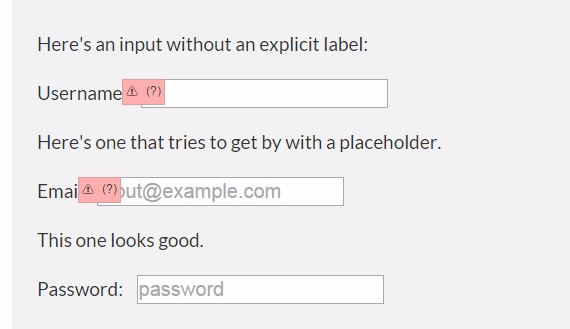 Here's an input without an explicit label:
Username ⚠ (?)
Here's one that tries to get by with a placeholder.
Emai ⚠ (?) out@example.com
This one looks good.
Password: password